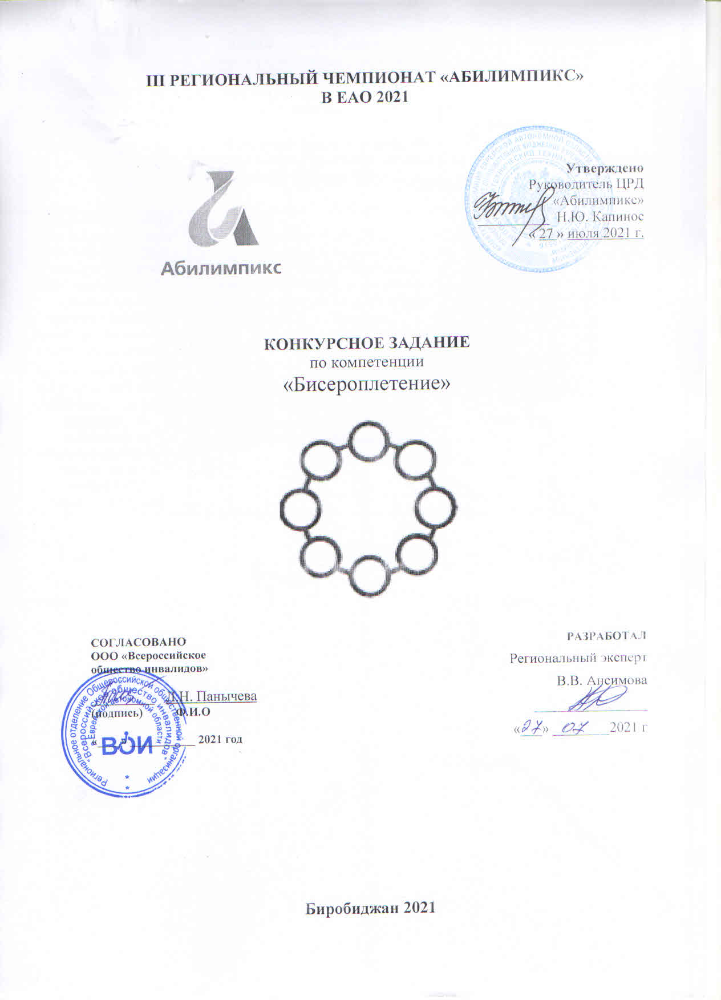 III РЕГИОНАЛЬНЫЙ ЧЕМПИОНАТ «АБИЛИМПИКС»
В ЕАО 2021
Утверждено
Руководитель ЦРД
«Абилимпикс»
Н.Ю. Капинос
« 27 » июля 2021 г.
Абилимпикс
КОНКУРСНОЕ ЗАДАНИЕ
по компетенции
«Бисероплетение»
СОГЛАСОВАНО
ООО «Всероссийское
общество инвалидов»
Л.Н. Панычева
(подпись) Ф.И.О
«___» ________ 2021 год
Региональное отделение Общероссийской общественной организации
"Всероссийское общество инвалидов"
в Еврейской автономной области
ВОИ
РАЗРАБОТАЛ
Региональный эксперт
В.В. Ансимова
«27» 07 2021 г
Биробиджан 2021